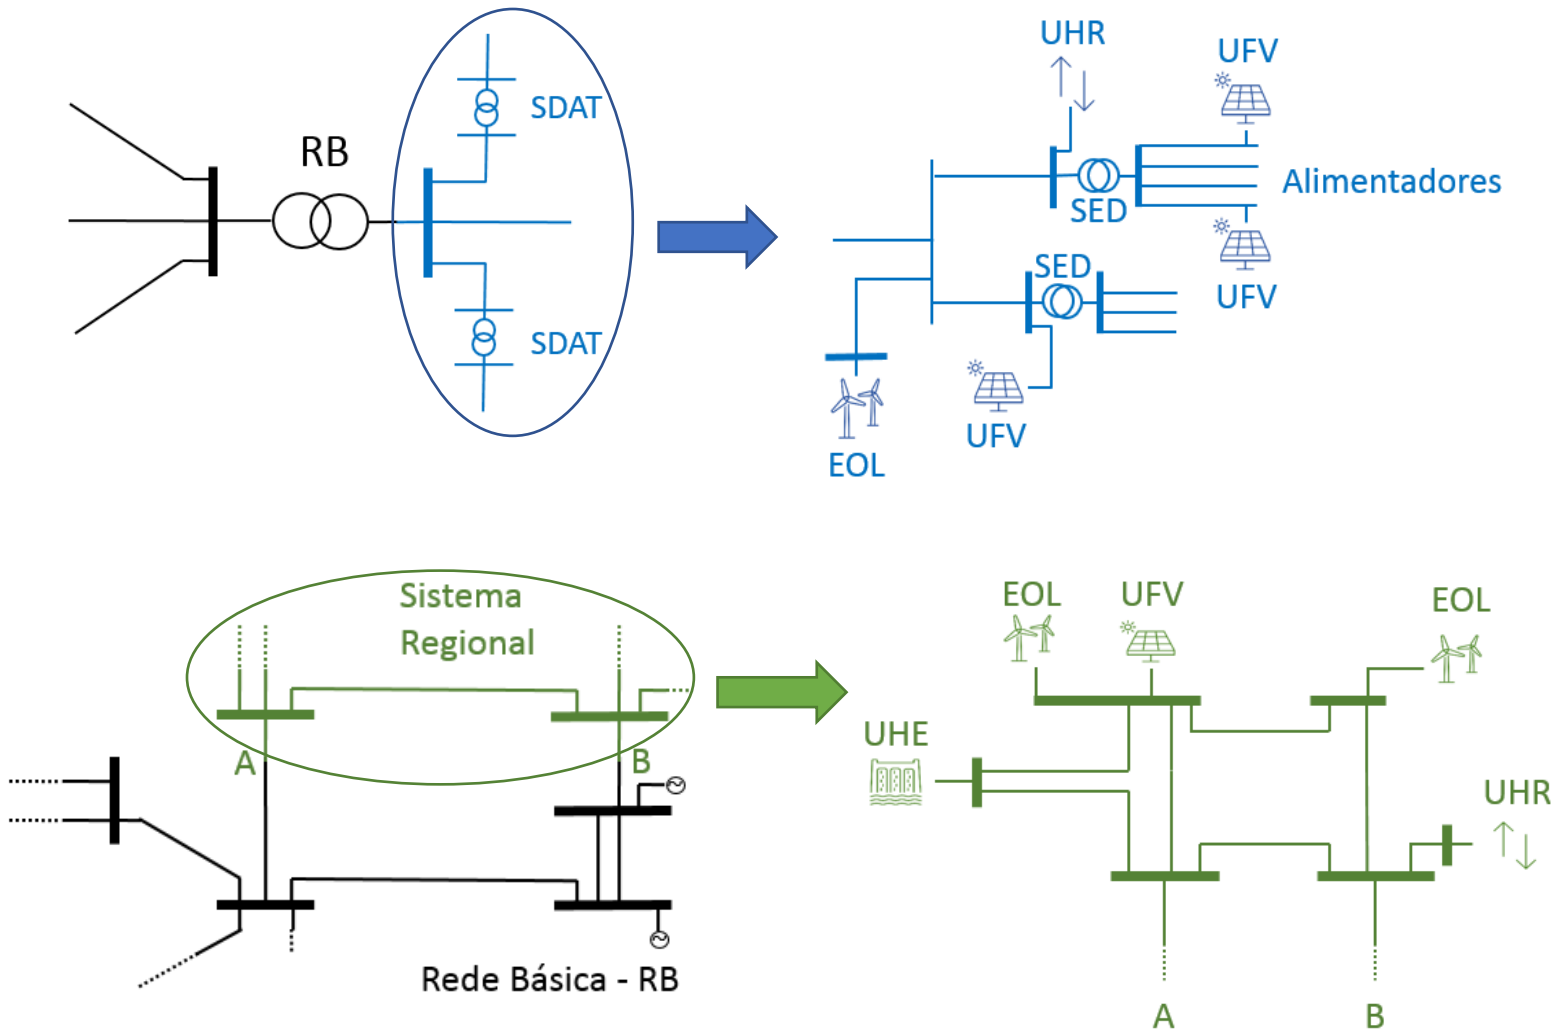 RB
SDAT
SDAT
UHR
UFV
Alimentadores
SED
UFV
SED
UFV
EOL
Sistema
Regional
A
B
Rede Básica - RB
EOL
UFV
EOL
UHE
UHR
A
B